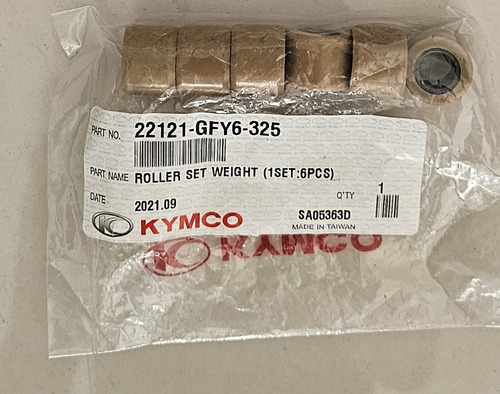 PART NO. 22121-GFY6-325
PART NAME ROLLER SET WEIGHT (1SET:6PCS)
DATE 2021.09 Q'TY 1
KYMCO SA05363D
MADE IN TAIWAN
KYMCO